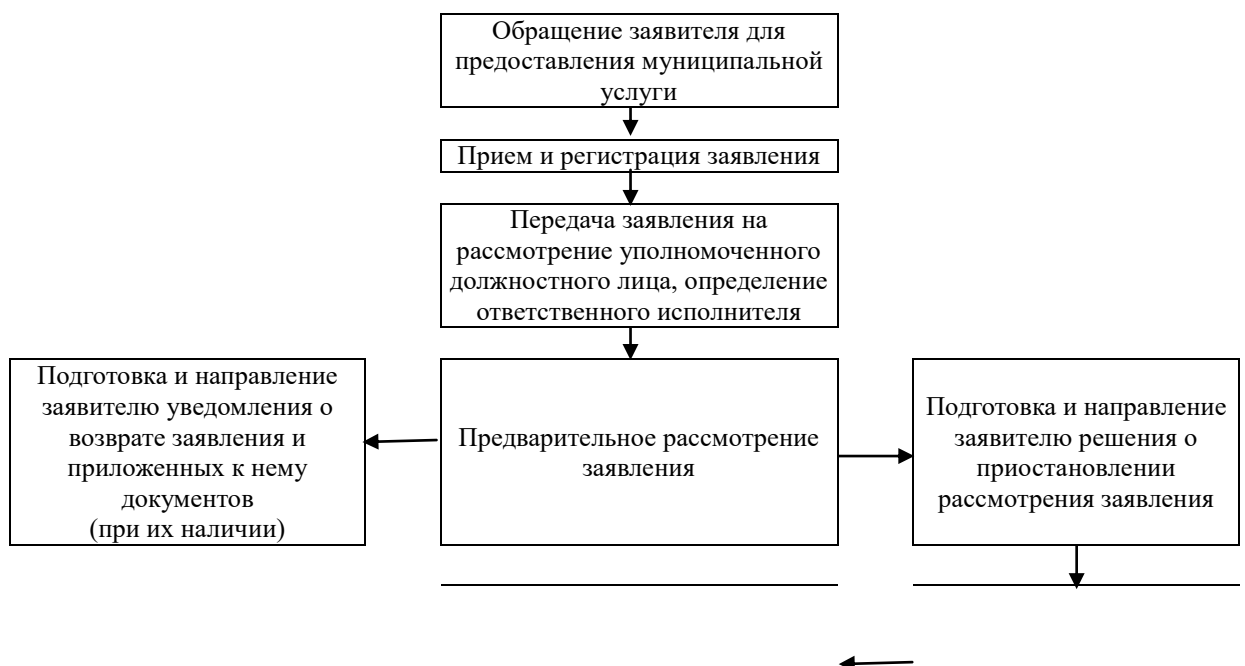 Обращение заявителя для
предоставления муниципальной
услуги
Прием и регистрация заявления
Передача заявления на
рассмотрение уполномоченного
должностного лица, определение
ответственного исполнителя
Подготовка и направление
заявителю уведомления о
возврате заявления и
приложенных к нему
документов
(при их наличии)
Предварительное рассмотрение
заявления
Подготовка и направление
заявителю решения о
приостановлении
рассмотрения заявления